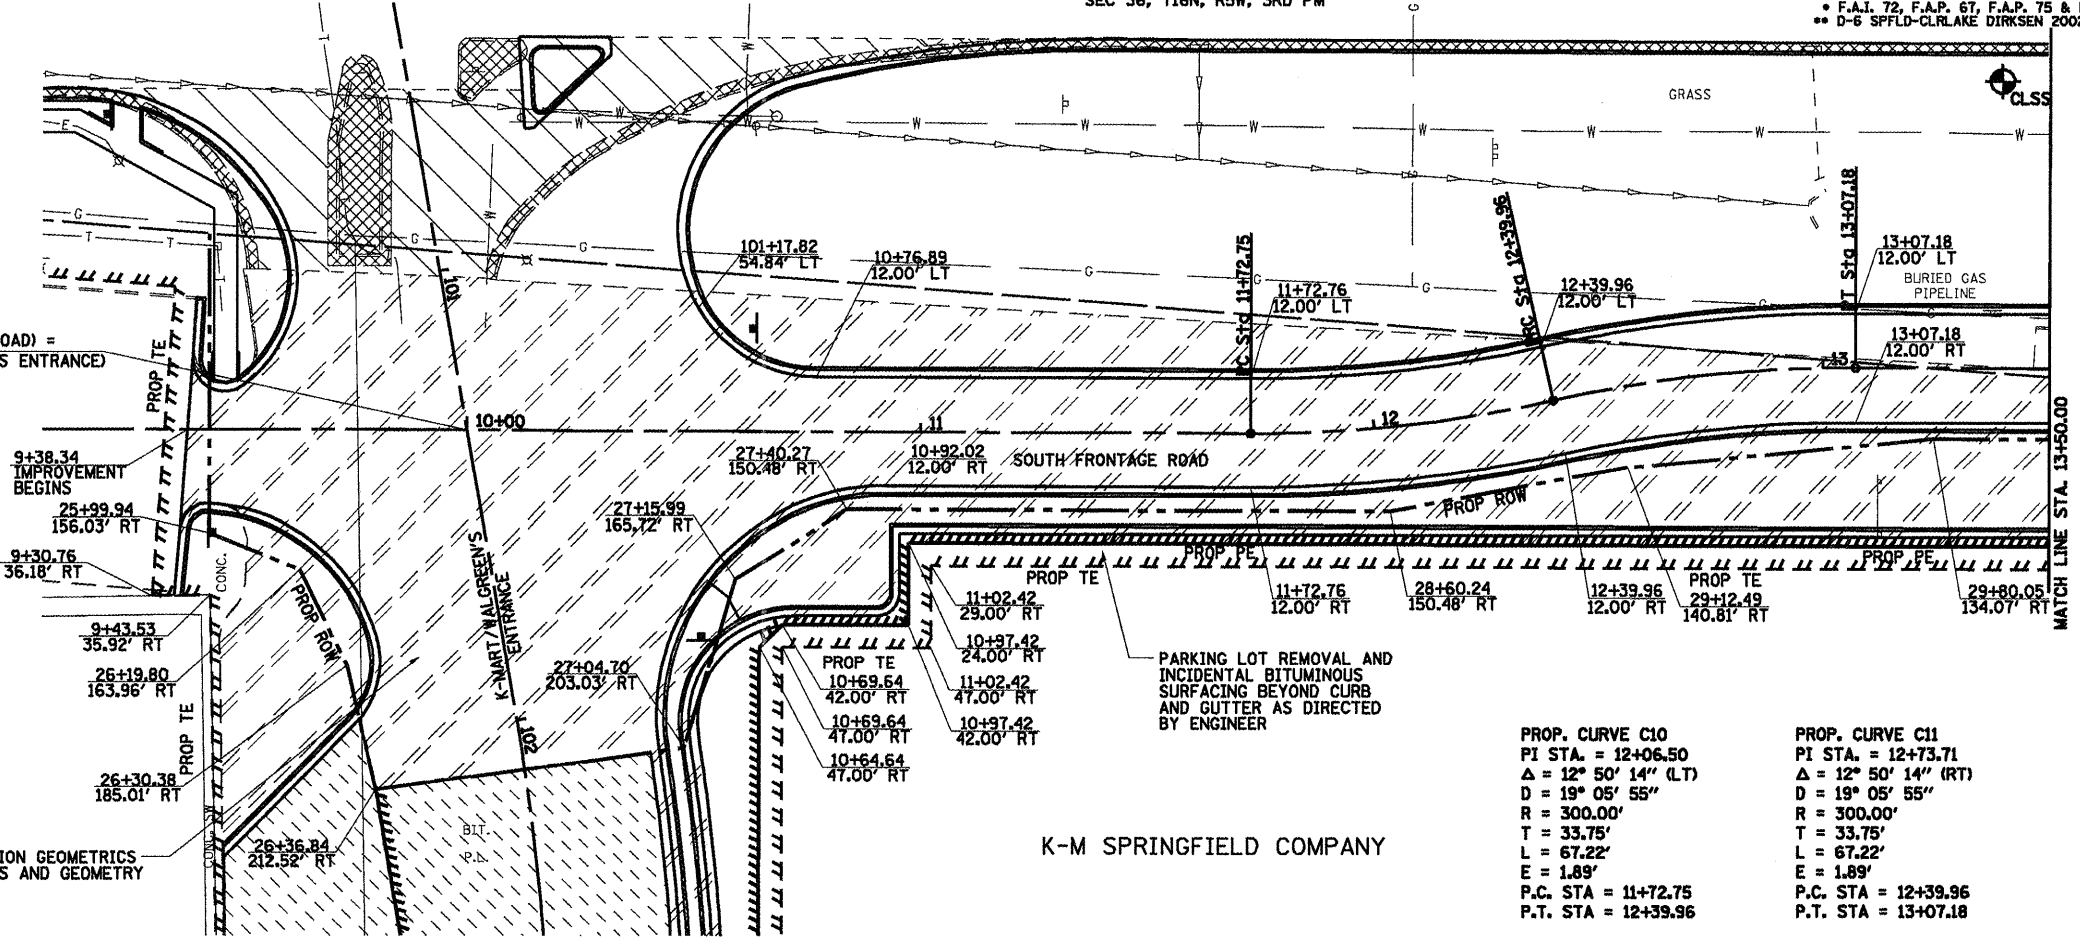 SEC 36, T16N, R5W, 3RD PM
• F.A.I. 72, F.A.P. 67, F.A.P. 75 &
•• D-6 SPFLD-CLRLAKE DIRKSEN 2002
GRASS
CLSS
E
W
W
W
W
W
W
W
W
W
W
G
G
G
G
G
G
G
T
T
101
101+17.82
54.84' LT
10+76.89
12.00' LT
PC Sta 11+72.75
11+72.76
12.00' LT
PRC Sta 12+39.96
12+39.96
12.00' LT
PT Sta 13+07.18
13+07.18
12.00' LT
BURIED GAS
PIPELINE
13+07.18
12.00' RT
OAD) =
S ENTRANCE)
PROP TE
10+00
11
12
13
9+38.34
IMPROVEMENT
BEGINS
27+40.27
150.48' RT
10+92.02
12.00' RT
SOUTH FRONTAGE ROAD
PROP ROW
MATCH LINE STA. 13+50.00
25+99.94
156.03' RT
9+30.76
36.18' RT
CONC.
27+15.99
165.72' RT
K-MART/WALGREEN'S
ENTRANCE
PROP PE
PROP PE
PROP TE
PROP TE
11+02.42
29.00' RT
11+72.76
12.00' RT
28+60.24
150.48' RT
12+39.96
12.00' RT
29+12.49
140.81' RT
29+80.05
134.07' RT
9+43.53
35.92' RT
PROP ROW
26+19.80
163.96' RT
27+04.70
203.03' RT
PROP TE
10+69.64
42.00' RT
10+97.42
24.00' RT
11+02.42
47.00' RT
10+69.64
47.00' RT
10+97.42
42.00' RT
10+64.64
47.00' RT
PARKING LOT REMOVAL AND
INCIDENTAL BITUMINOUS
SURFACING BEYOND CURB
AND GUTTER AS DIRECTED
BY ENGINEER
102
PROP TE
26+30.38
185.01' RT
BIT.
P.L.
26+36.84
212.52' RT
ION GEOMETRICS
S AND GEOMETRY
K-M SPRINGFIELD COMPANY
PROP. CURVE C10
PI STA. = 12+06.50
Δ = 12° 50' 14" (LT)
D = 19° 05' 55"
R = 300.00'
T = 33.75'
L = 67.22'
E = 1.89'
P.C. STA = 11+72.75
P.T. STA = 12+39.96
PROP. CURVE C11
PI STA. = 12+73.71
Δ = 12° 50' 14" (RT)
D = 19° 05' 55"
R = 300.00'
T = 33.75'
L = 67.22'
E = 1.89'
P.C. STA = 12+39.96
P.T. STA = 13+07.18